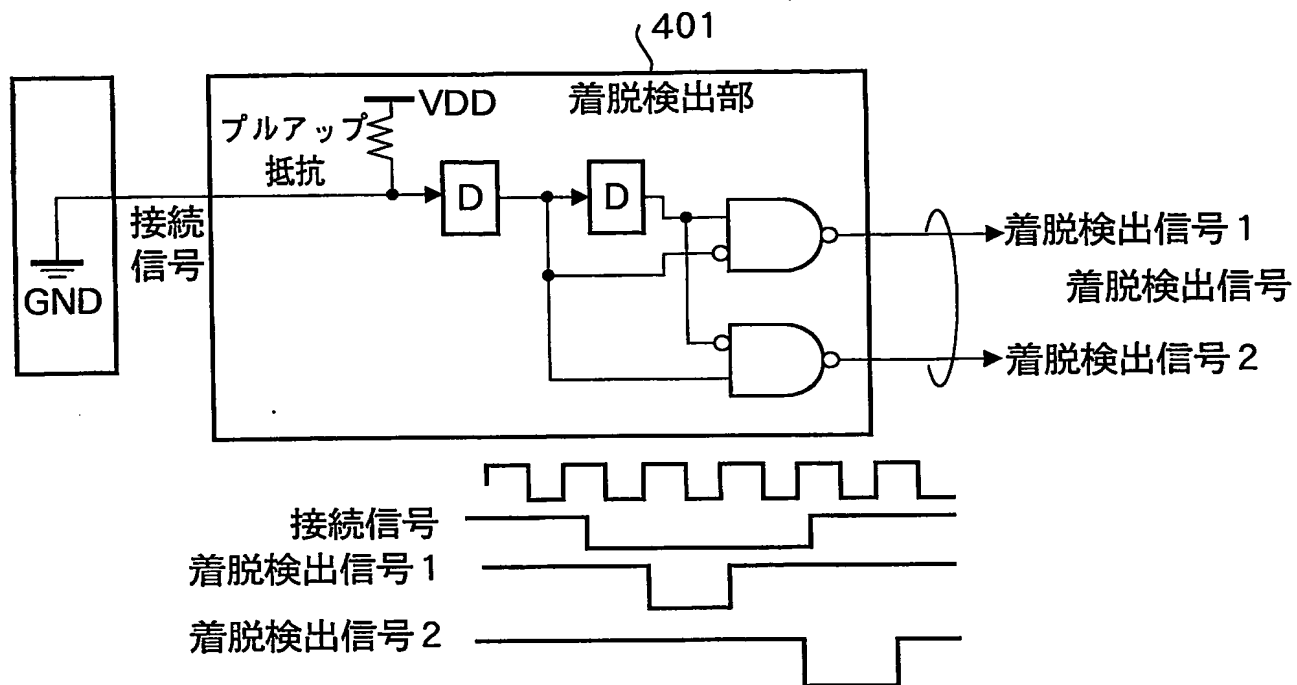 401
着脱検出部
VDD
プルアップ
抵抗
D
D
接続
信号
GND
着脱検出信号1
着脱検出信号
着脱検出信号2
接続信号
着脱検出信号1
着脱検出信号2